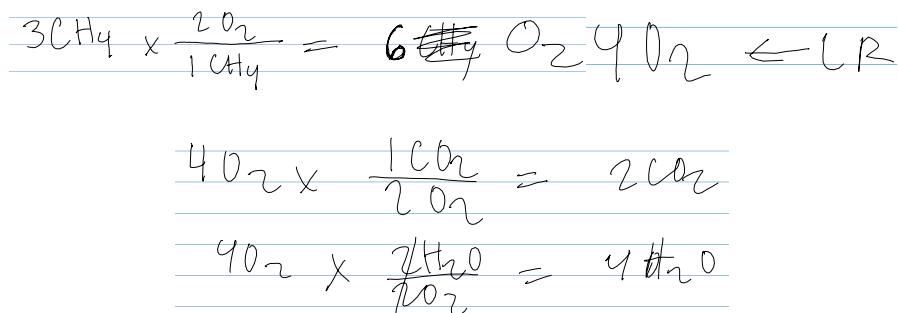 3CH4 x 2O2/1CH4 = 6 O2 4O2 ← LR
4O2 x 1CO2/2O2 = 2CO2
4O2 x 2H2O/2O2 = 4H2O